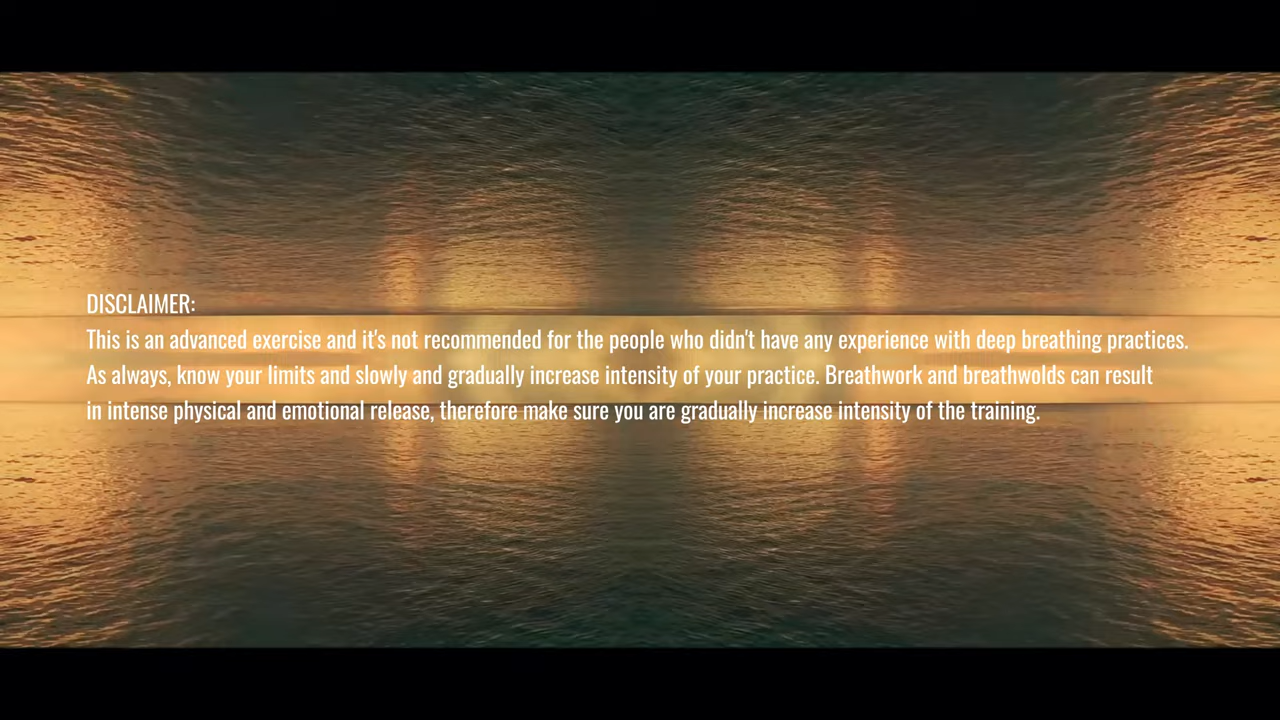 DISCLAIMER:
This is an advanced exercise and it's not recommended for the people who didn't have any experience with deep breathing practices.
As always, know your limits and slowly and gradually increase intensity of your practice. Breathwork and breathwolds can result
in intense physical and emotional release, therefore make sure you are gradually increase intensity of the training.